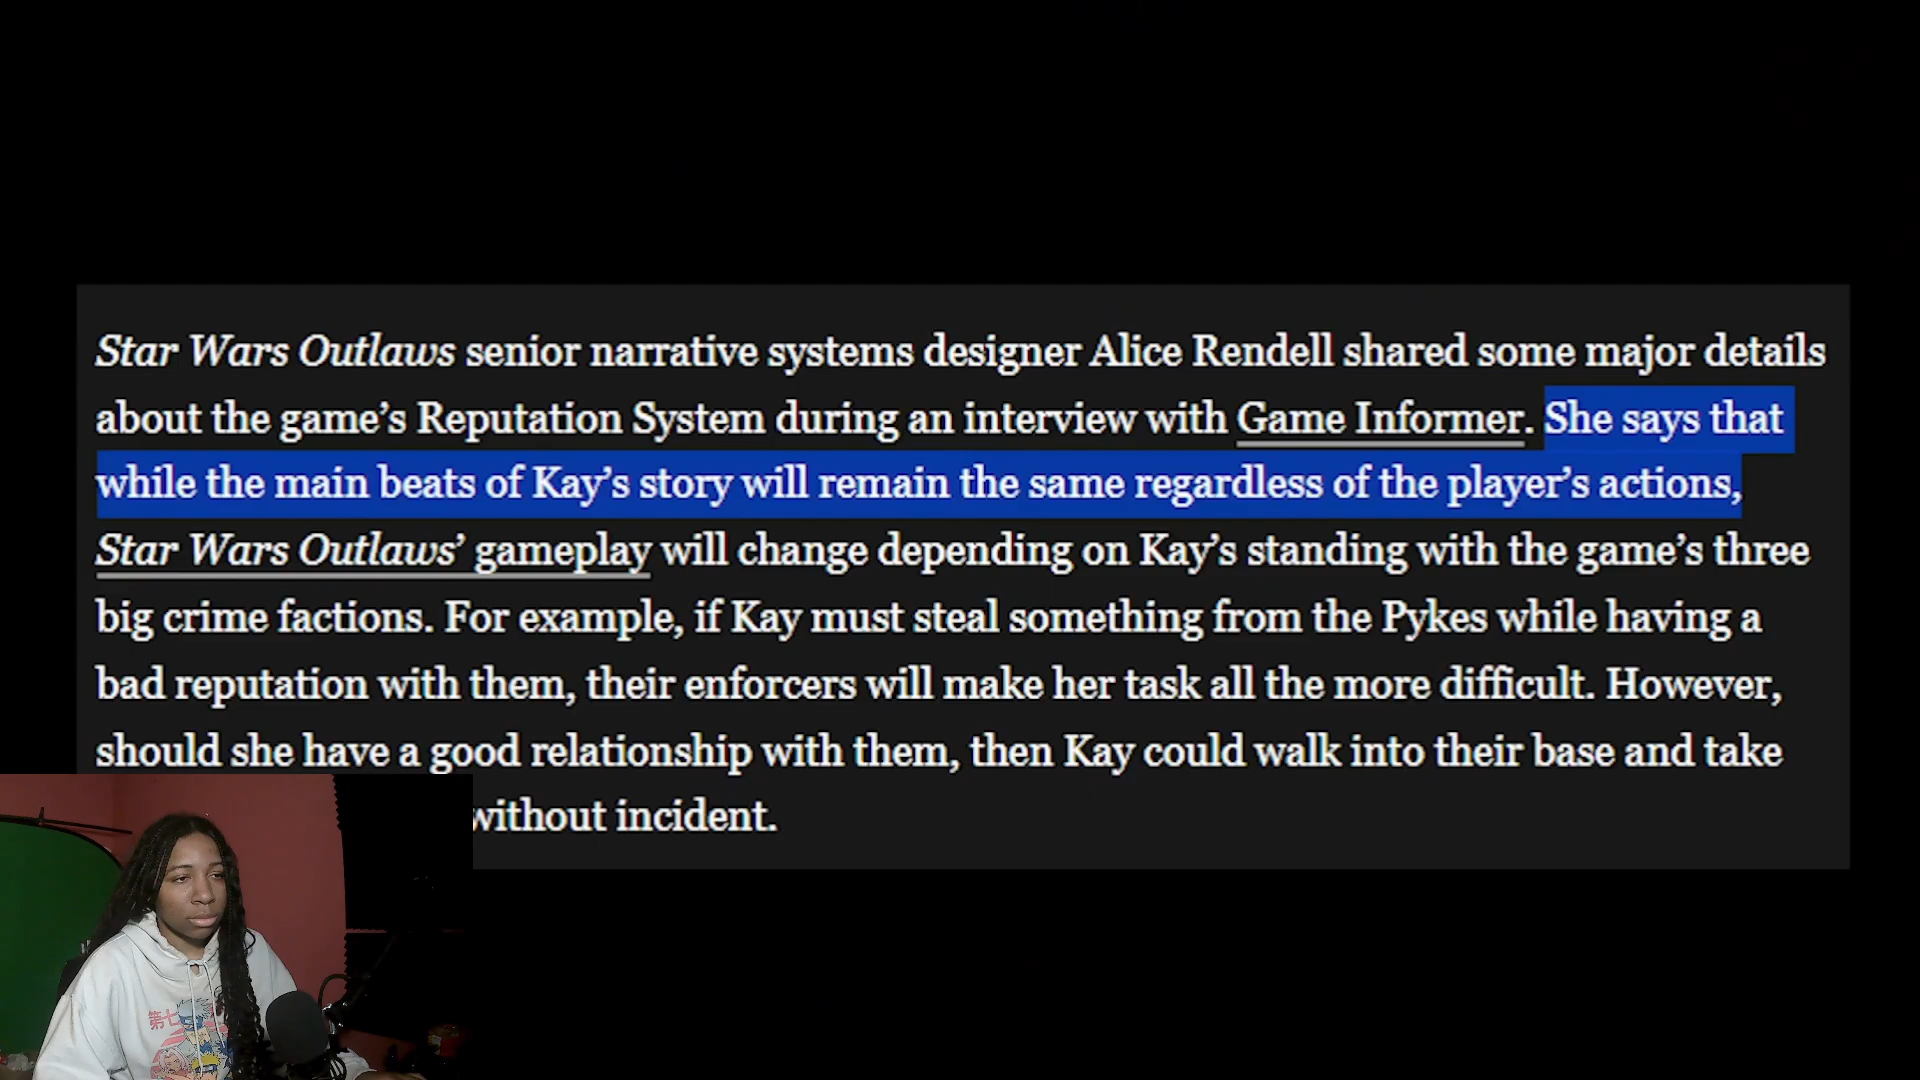 Star Wars Outlaws senior narrative systems designer Alice Rendell shared some major details
about the game’s Reputation System during an interview with Game Informer. She says that
while the main beats of Kay’s story will remain the same regardless of the player’s actions,
Star Wars Outlaws’ gameplay will change depending on Kay’s standing with the game’s three
big crime factions. For example, if Kay must steal something from the Pykes while having a
bad reputation with them, their enforcers will make her task all the more difficult. However,
should she have a good relationship with them, then Kay could walk into their base and take
without incident.
第七